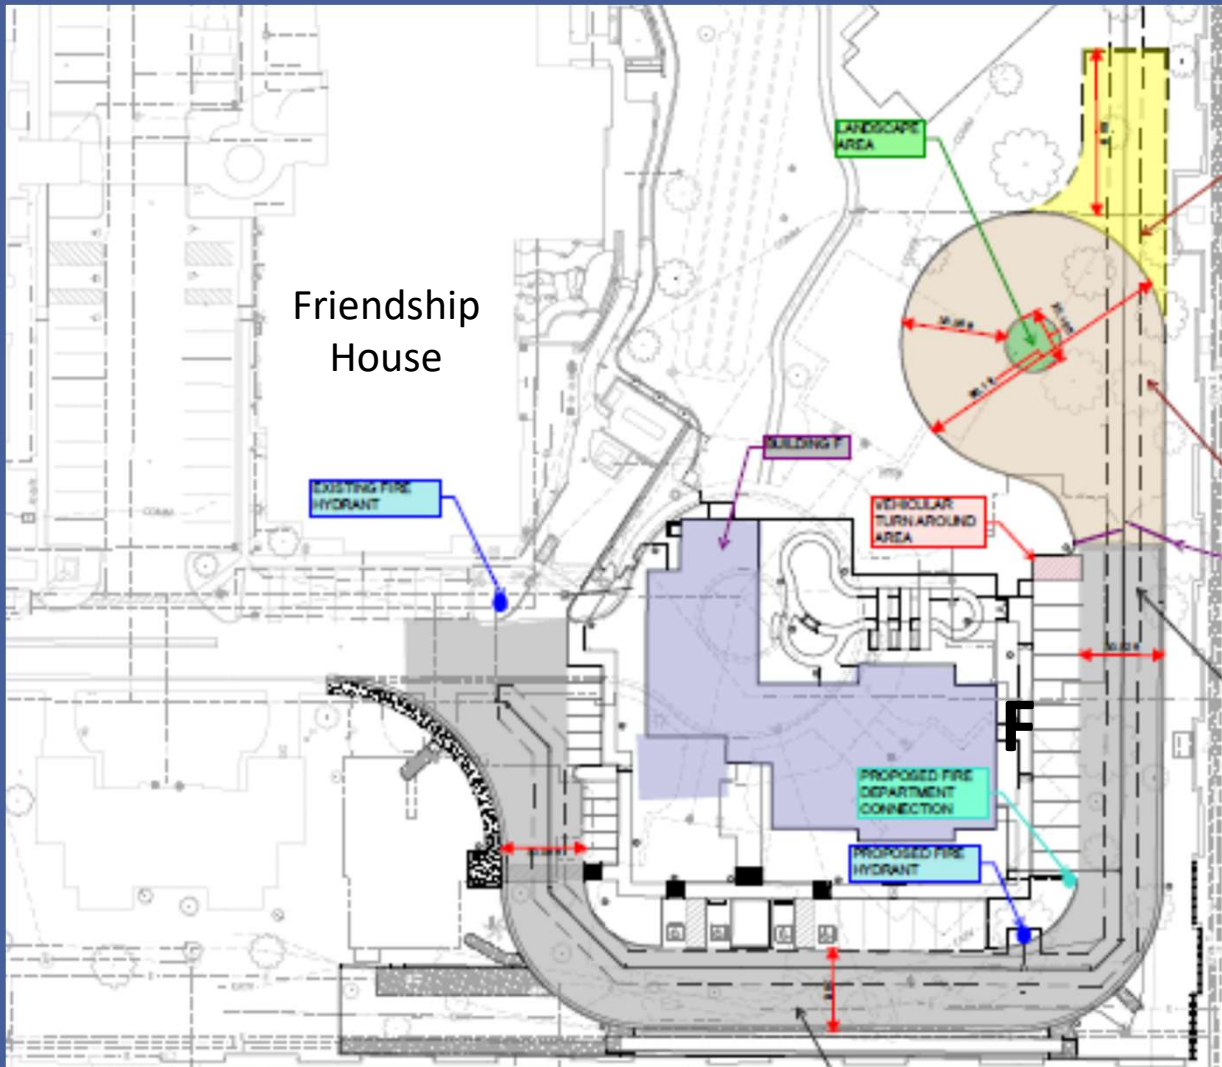 LANDSCAPE
AREA
Friendship
House
BUILDING F
EXISTING FIRE
HYDRANT
VEHICULAR
TURN AROUND
AREA
F
PROPOSED FIRE
DEPARTMENT
CONNECTION
PROPOSED FIRE
HYDRANT